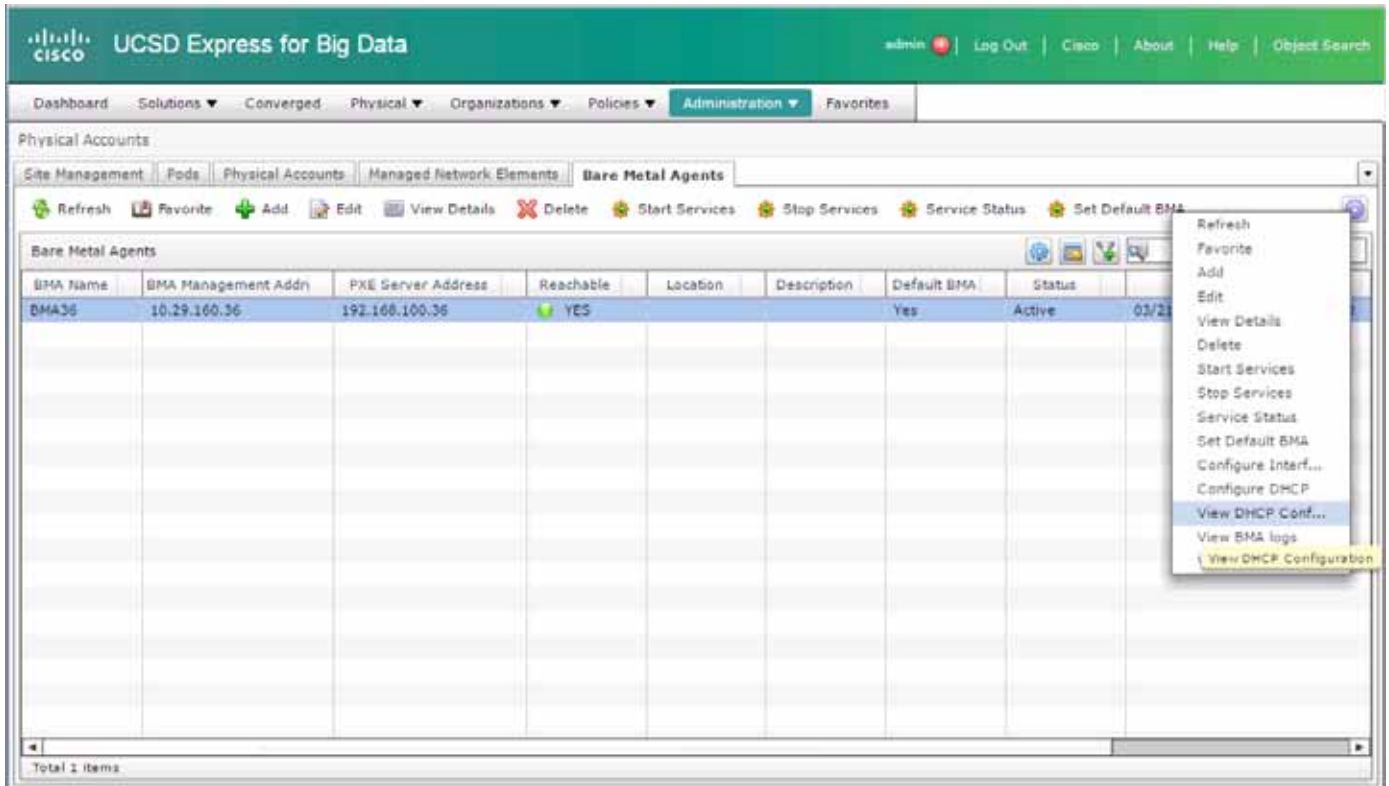 CISCO UCSD Express for Big Data
admin | Log Out | Cisco | About | Help | Object Search
Dashboard Solutions Converged Physical Organizations Policies Administration Favorites
Physical Accounts
Site Management Pods Physical Accounts Managed Network Elements Bare Metal Agents
Refresh Favorite Add Edit View Details Delete Start Services Stop Services Service Status Set Default BMA
Bare Metal Agents
BMA Name BMA Management Addr PXE Server Address Reachable Location Description Default BMA Status
BMA36 10.29.160.36 192.168.100.36 YES Yes Active 03/21
Refresh
Favorite
Add
Edit
View Details
Delete
Start Services
Stop Services
Service Status
Set Default BMA
Configure Interf...
Configure DHCP
View DHCP Conf...
View BMA logs
View DHCP Configuration
Total 1 items